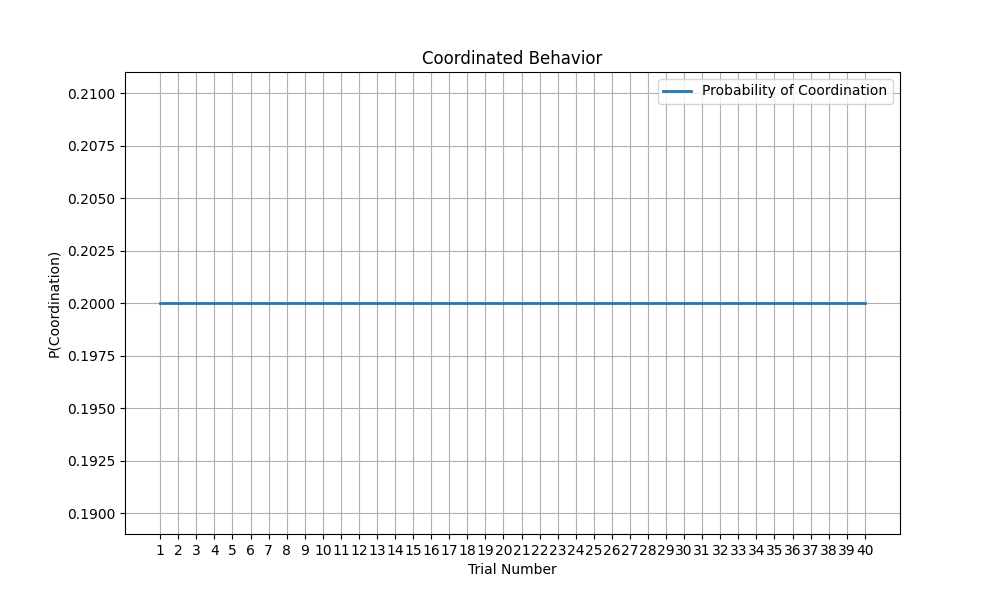 Coordinated Behavior
Probability of Coordination
P(Coordination)
0.2100
0.2075
0.2050
0.2025
0.2000
0.1975
0.1950
0.1925
0.1900
1 2 3 4 5 6 7 8 9 10 11 12 13 14 15 16 17 18 19 20 21 22 23 24 25 26 27 28 29 30 31 32 33 34 35 36 37 38 39 40
Trial Number